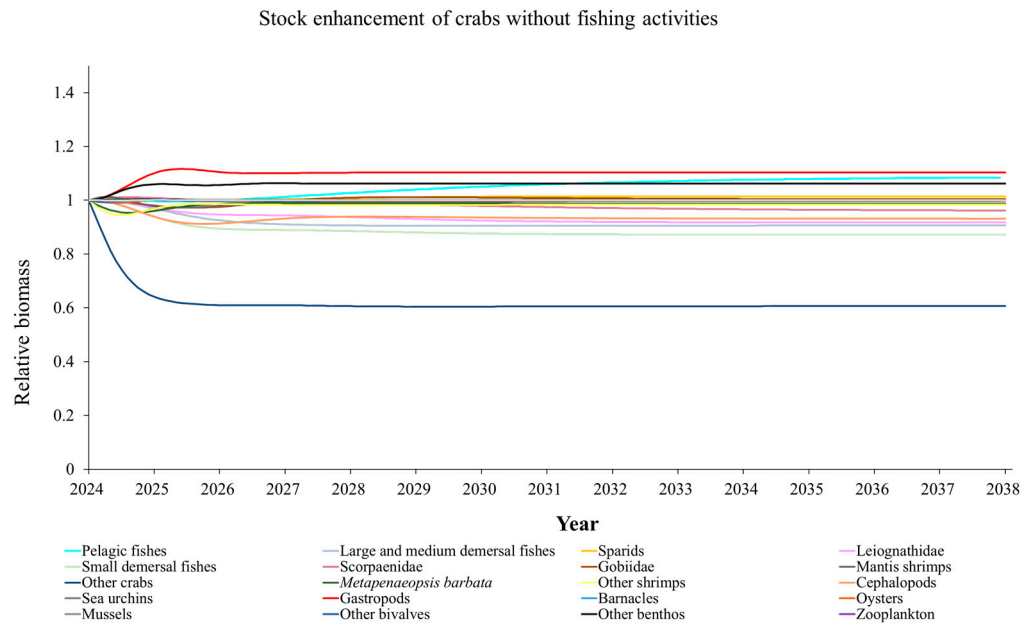 Stock enhancement of crabs without fishing activities
1.4
1.2
1
0.8
0.6
0.4
0.2
0
Relative biomass
2024 2025 2026 2027 2028 2029 2030 2031 2032 2033 2034 2035 2036 2037 2038
Year
Pelagic fishes Large and medium demersal fishes Sparids Leiognathidae
Small demersal fishes Scorpaenidae Gobiidae Mantis shrimps
Other crabs Metapenaeopsis barbata Other shrimps Cephalopods
Sea urchins Gastropods Barnacles Oysters
Mussels Other bivalves Other benthos Zooplankton